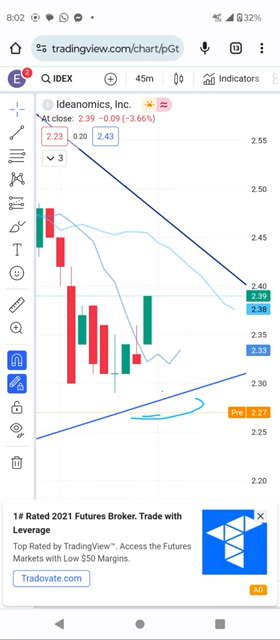 8:02
31%
tradingview.com/chart/pGt
13
E
2
IDEX
45m
Indicators
Ideanomics, Inc.
At close: 2.39 −0.09 (−3.66%)
2.23 0.20 2.43
3
2.55
2.50
2.45
2.40
2.39
2.38
2.35
2.33
2.30
Pre 2.27
2.25
2.20
1# Rated 2021 Futures Broker. Trade with
Leverage
Top Rated by TradingView™. Access the Futures
Markets with Low $50 Margins.
Tradovate.com
AD